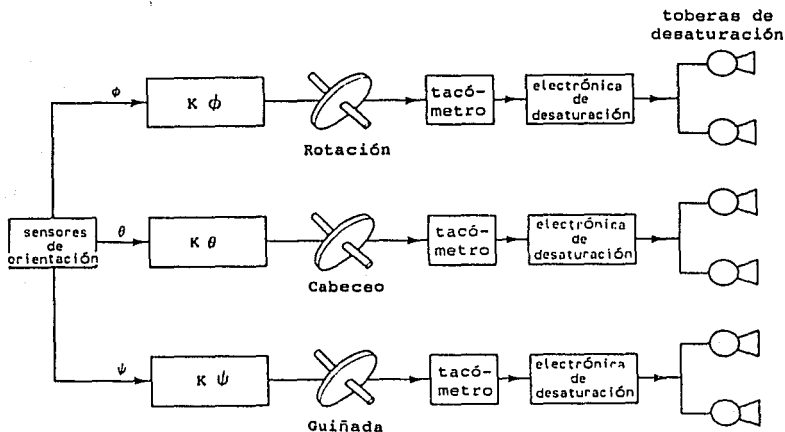 toberas de
desaturación
φ
K φ
tacó-
metro
electrónica
de
desaturación
Rotación
sensores
de
orientación
θ
K θ
tacó-
metro
electrónica
de
desaturación
Cabeceo
ψ
K ψ
tacó-
metro
electrónica
de
desaturación
Guiñada